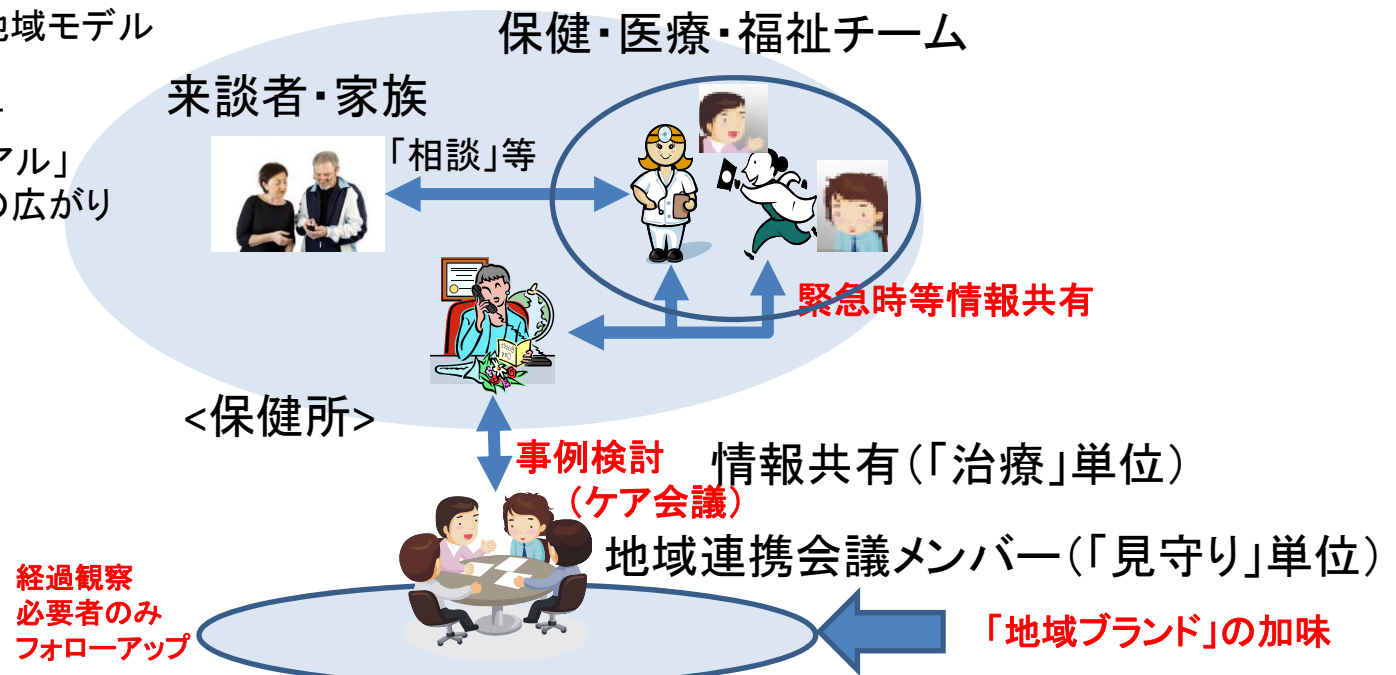 地域モデル
保健・医療・福祉チーム
来談者・家族
アル」
「相談」等
の広がり
緊急時等情報共有
<保健所>
事例検討
(ケア会議)
情報共有(「治療」単位)
地域連携会議メンバー(「見守り」単位)
経過観察
必要者のみ
フォローアップ
「地域ブランド」の加味